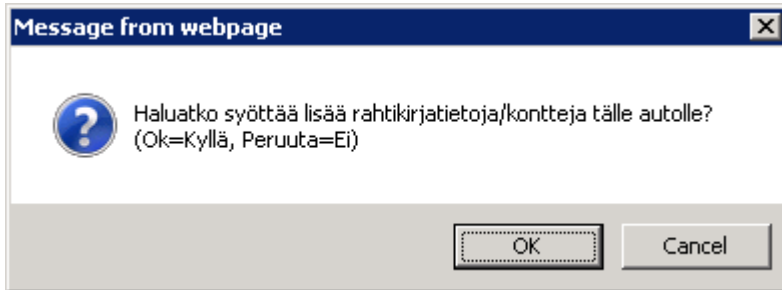 Message from webpage
Haluatko syöttää lisää rahtikirjatietoja/kontteja tälle autolle?
(Ok=Kyllä, Peruuta=Ei)
OK
Cancel